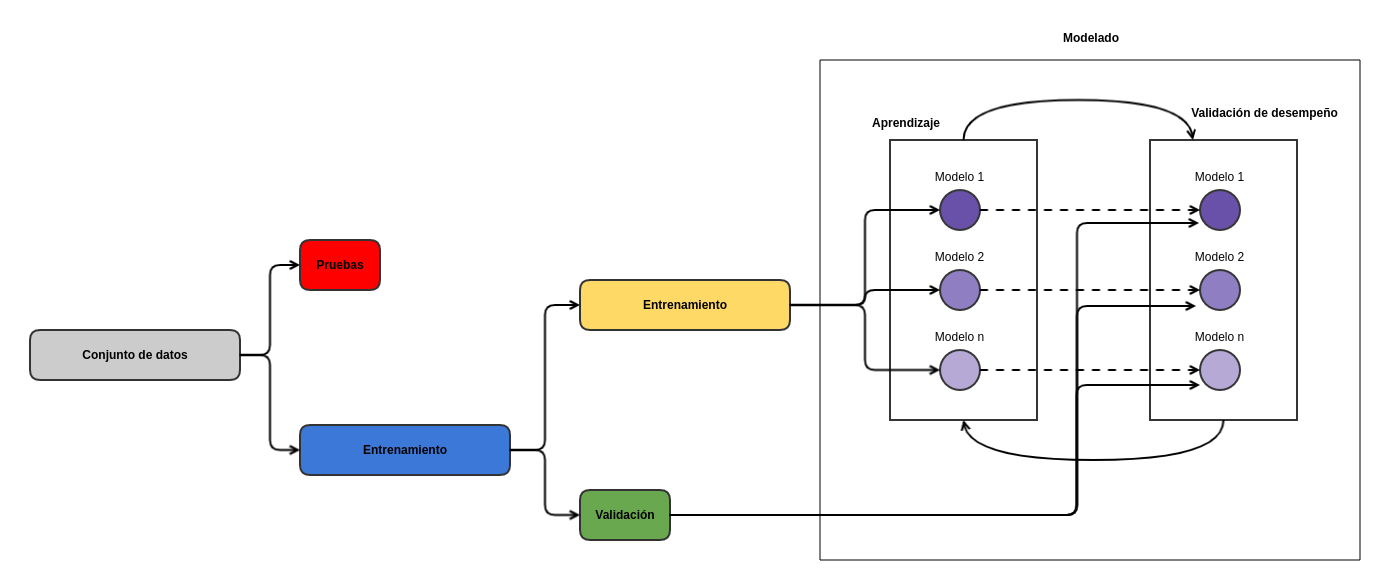 Modelado
Aprendizaje
Validación de desempeño
Modelo 1
Modelo 1
Modelo 2
Modelo 2
Modelo n
Modelo n
Pruebas
Entrenamiento
Conjunto de datos
Entrenamiento
Validación